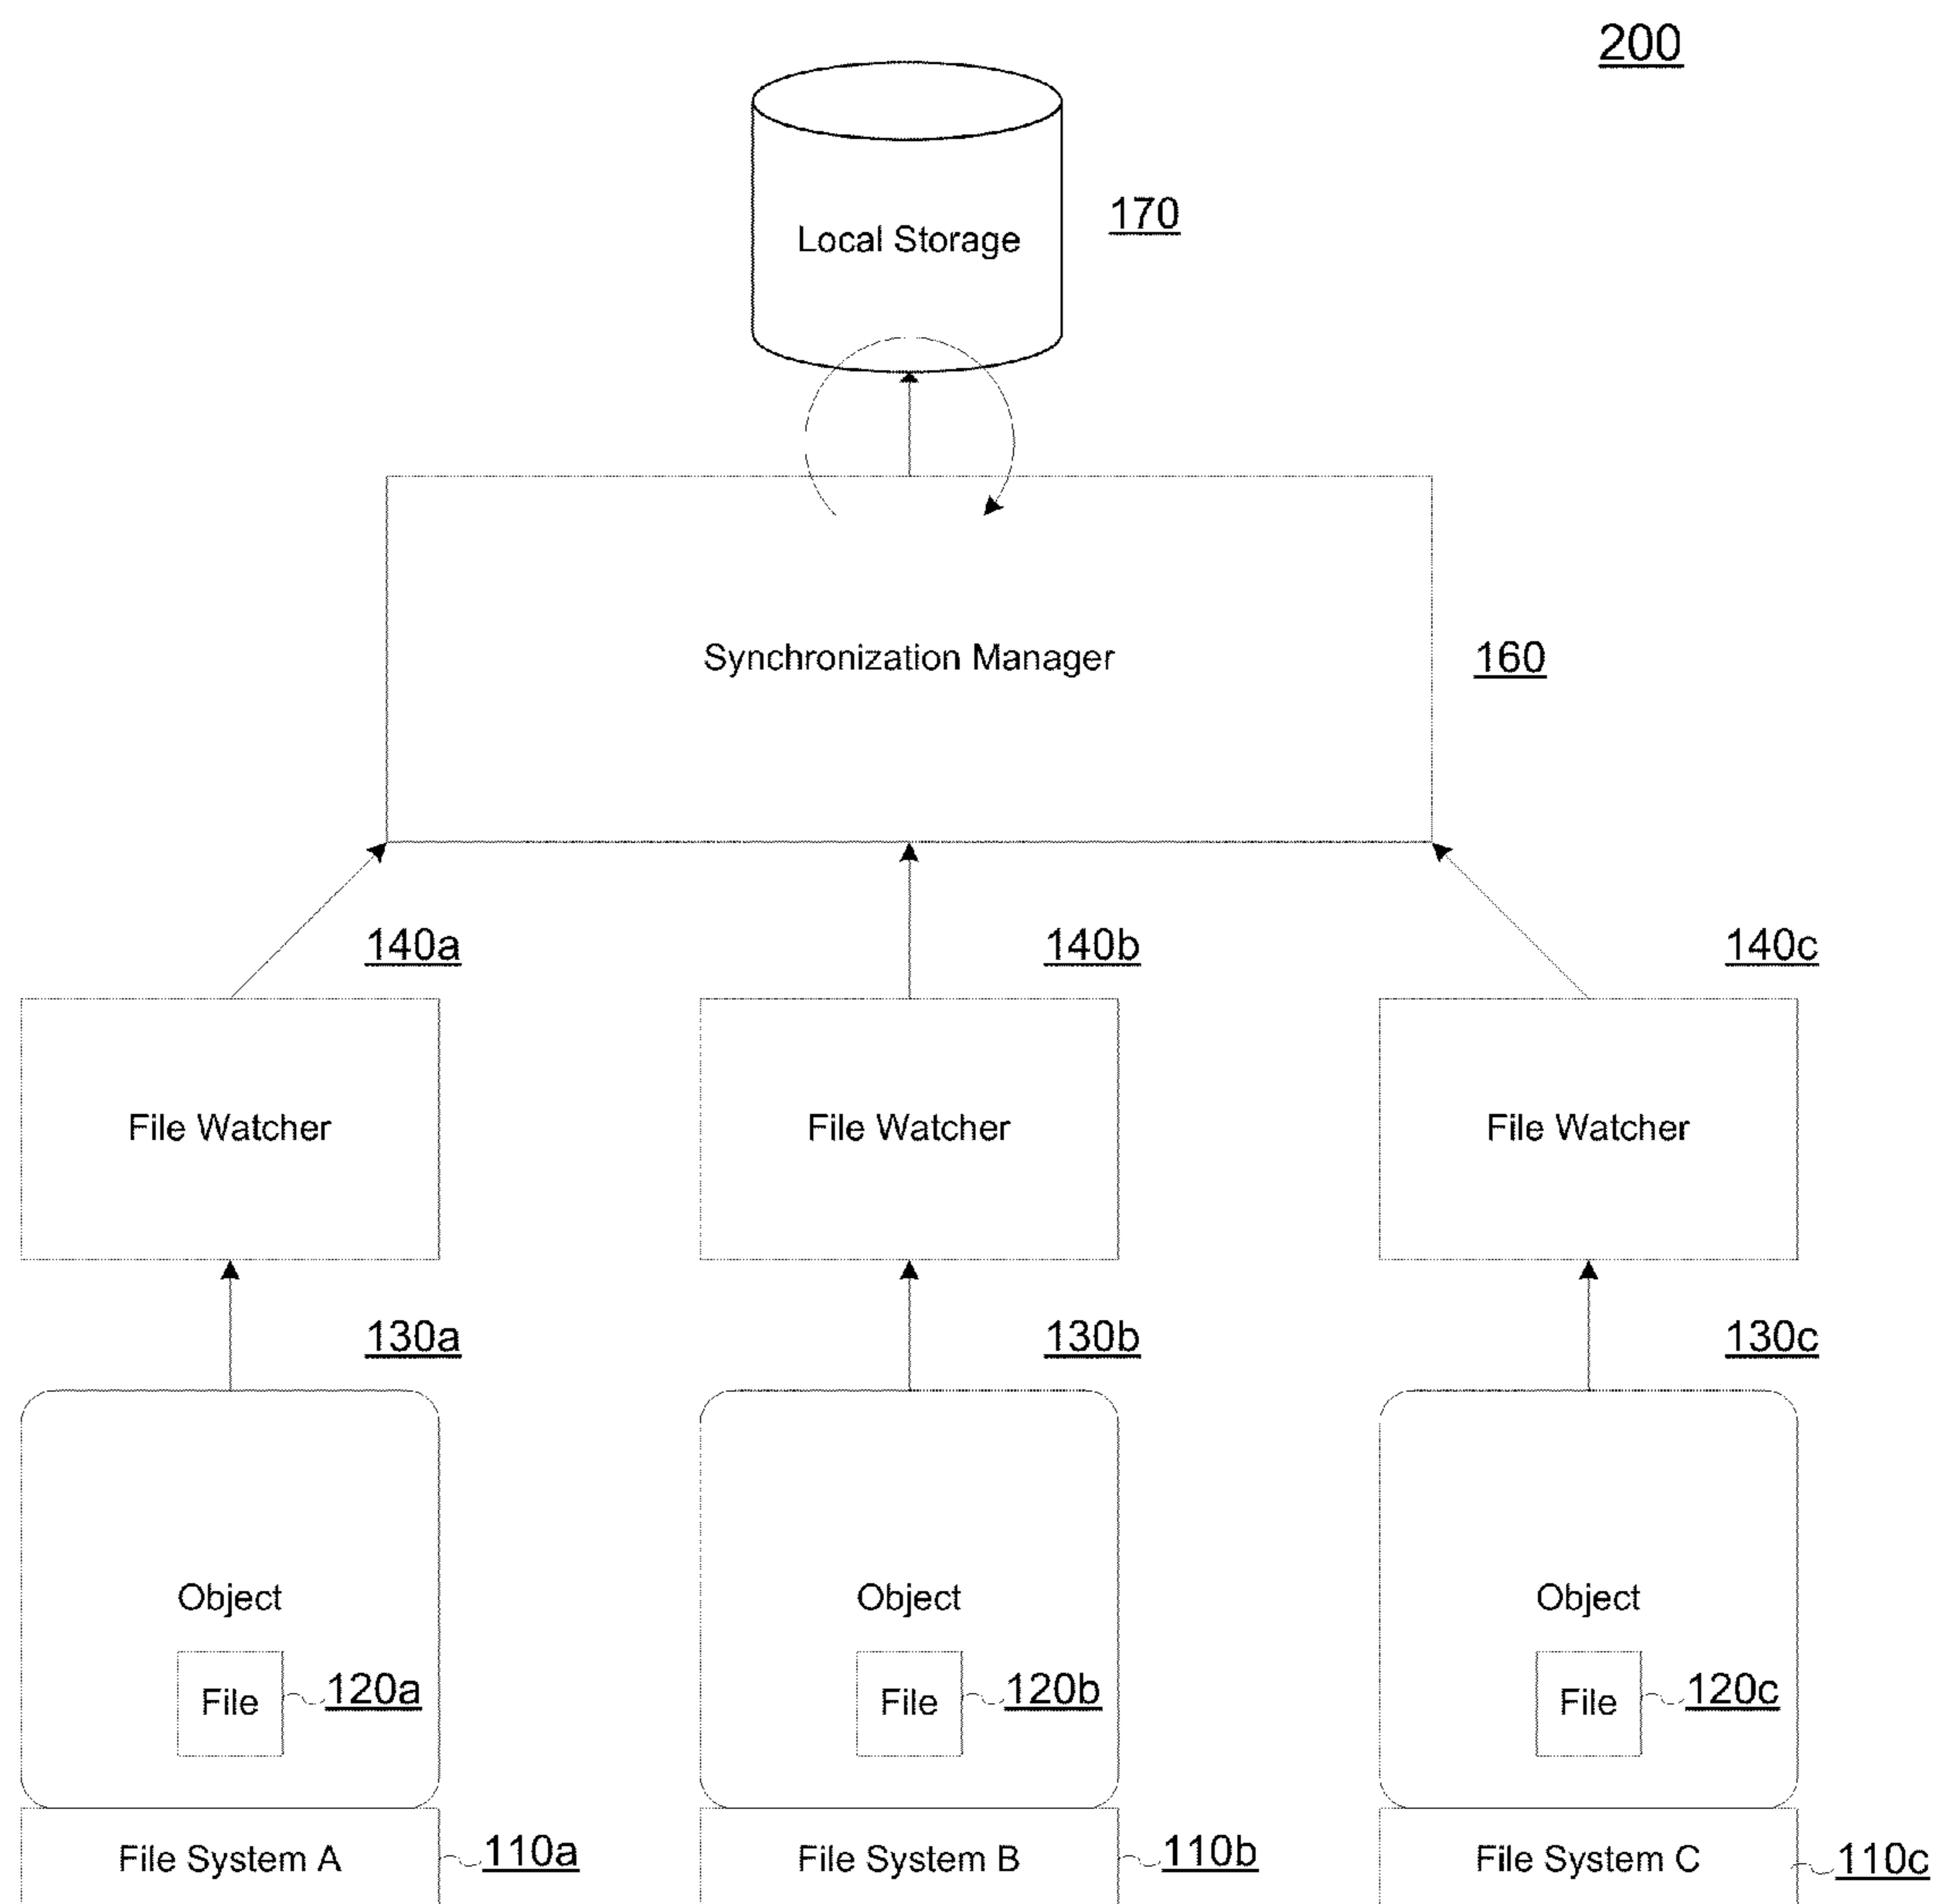 200
Local Storage
170
Synchronization Manager
160
140a
140b
140c
File Watcher
File Watcher
File Watcher
130a
130b
130c
Object
Object
Object
File
120a
File
120b
File
120c
File System A
110a
File System B
110b
File System C
110c